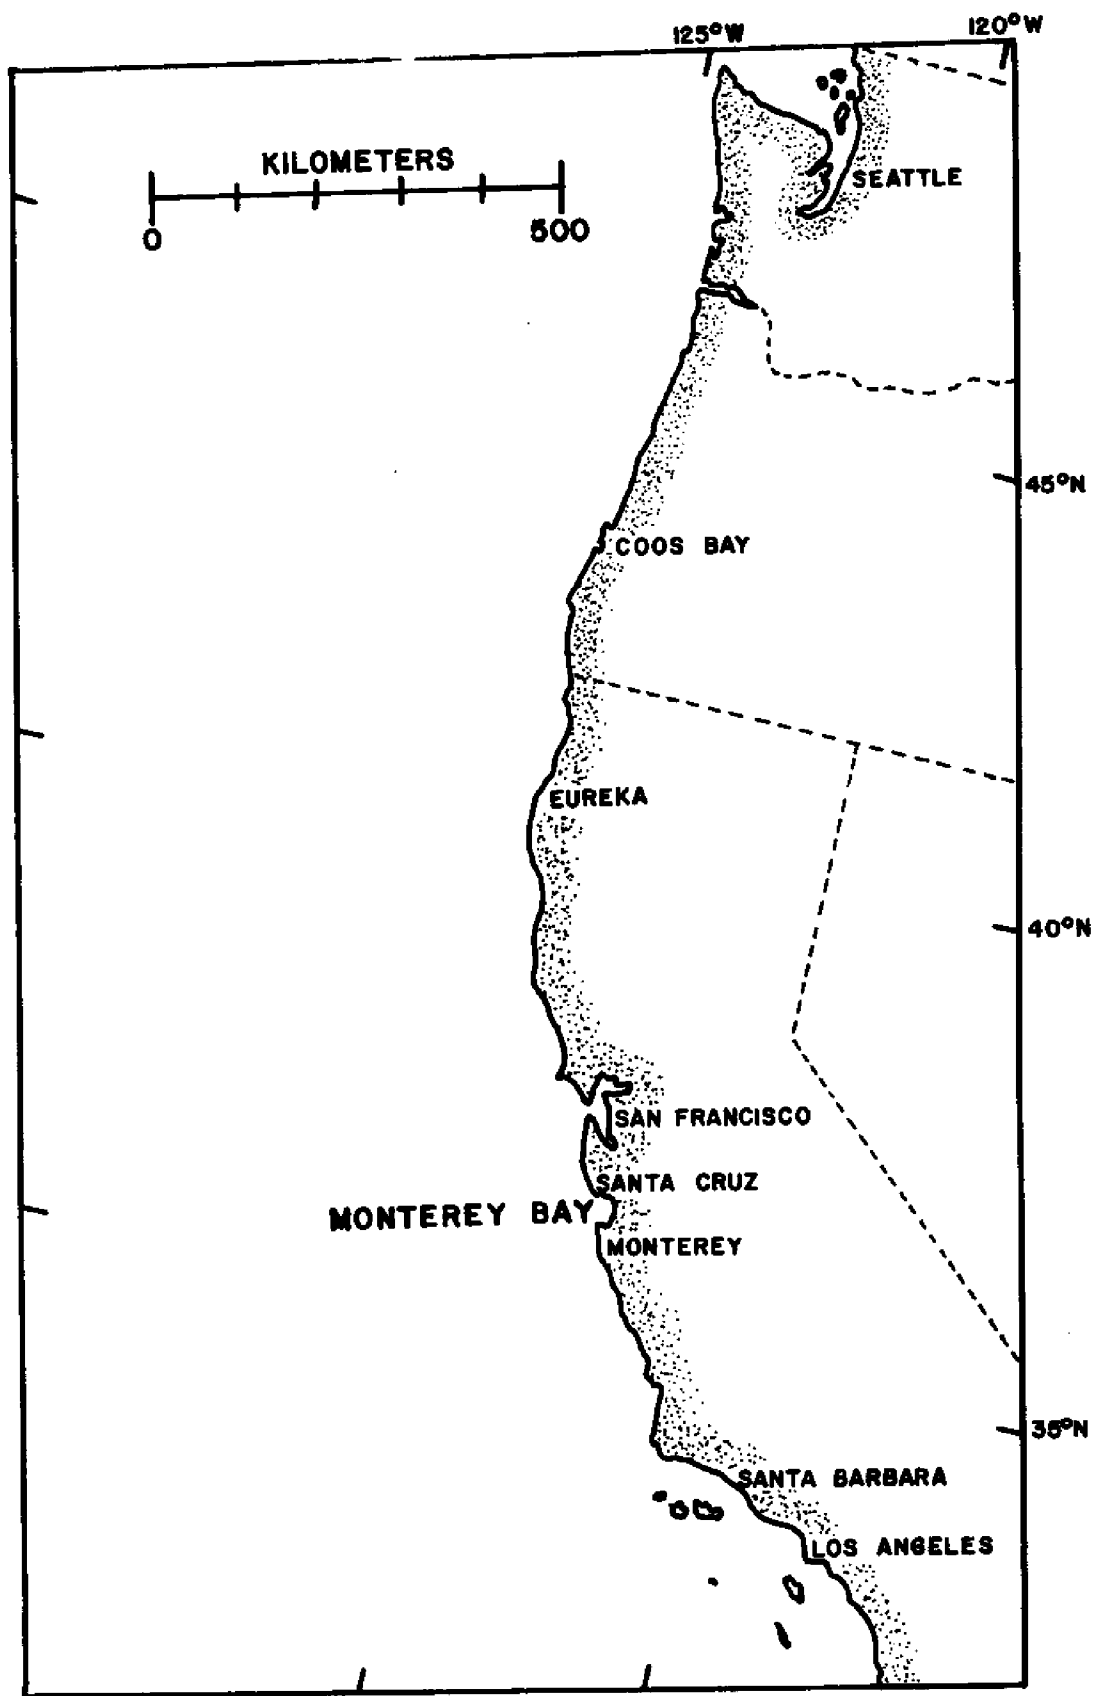 125°W
120°W
KILOMETERS
0
500
SEATTLE
45°N
COOS BAY
EUREKA
40°N
SAN FRANCISCO
SANTA CRUZ
MONTEREY BAY
MONTEREY
35°N
SANTA BARBARA
LOS ANGELES